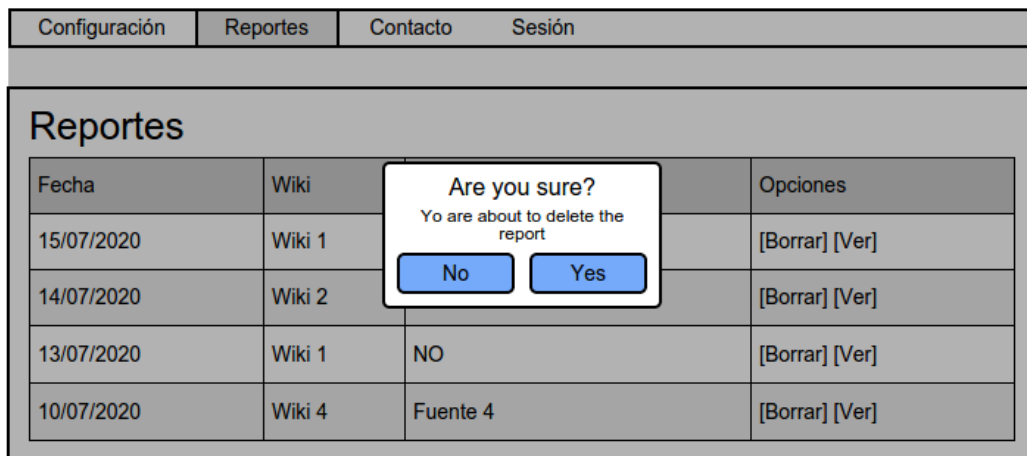 Configuración Reportes Contacto Sesión
Reportes
Fecha Wiki Opciones
15/07/2020 Wiki 1 [Borrar] [Ver]
14/07/2020 Wiki 2 [Borrar] [Ver]
13/07/2020 Wiki 1 NO [Borrar] [Ver]
10/07/2020 Wiki 4 Fuente 4 [Borrar] [Ver]
Are you sure?
Yo are about to delete the
report
No Yes